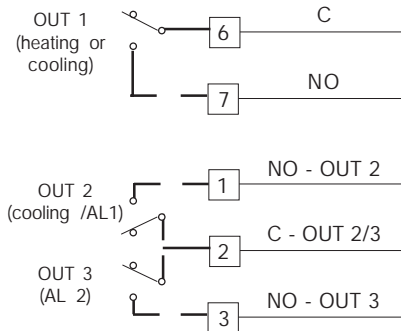 OUT 1
(heating or
cooling)
6
C
7
NO
1
NO - OUT 2
OUT 2
(cooling /AL1)
2
C - OUT 2/3
OUT 3
(AL 2)
3
NO - OUT 3